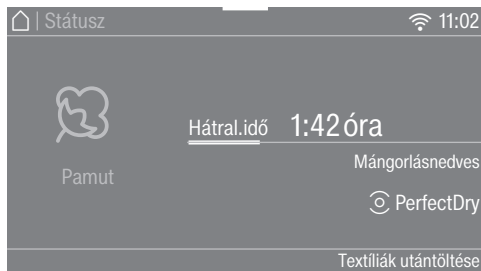 | Státusz 11:02
Hátral.idő 1:42 óra
Mángorlásnedves
Pamut
PerfectDry
Textíliák utántöltése